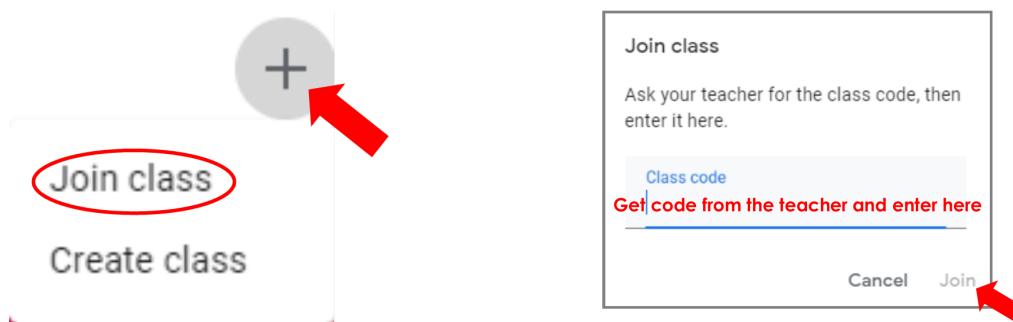 Join class
Create class
Join class
Ask your teacher for the class code, then
enter it here.
Class code
Get code from the teacher and enter here
Cancel Join